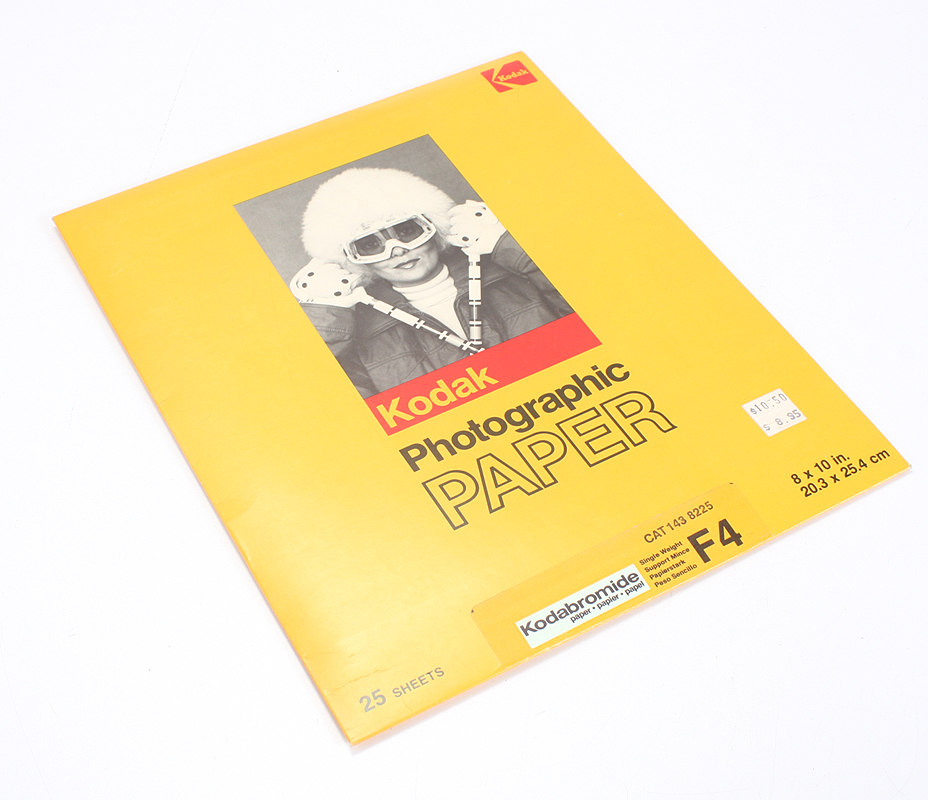 Kodak
Kodak
Photographic
PAPER
$10.50
$ 8.95
8 x 10 in.
20.3 x 25.4 cm
CAT 143 8225
Single Weight
Support Mince
Papierstark
Peso Sencillo
F4
Kodabromide
paper • papier • papel
25 SHEETS